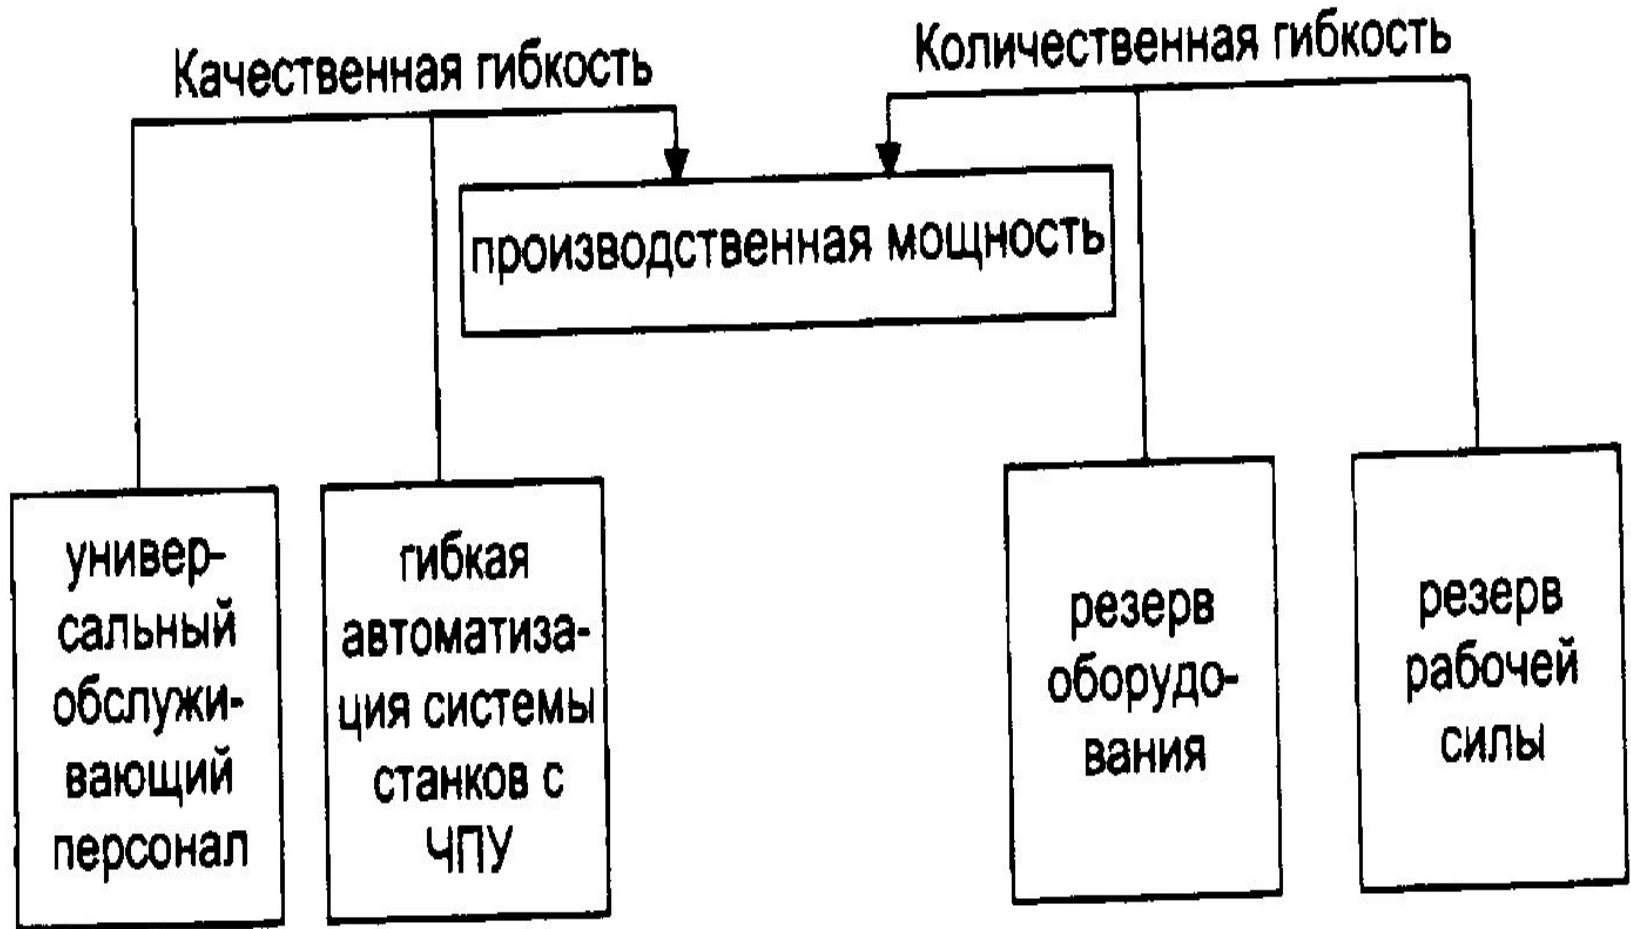 Качественная гибкость
Количественная гибкость
производственная мощность
универ-
сальный
обслужи-
вающий
персонал
гибкая
автоматиза-
ция системы
станков с
ЧПУ
резерв
оборудо-
вания
резерв
рабочей
силы